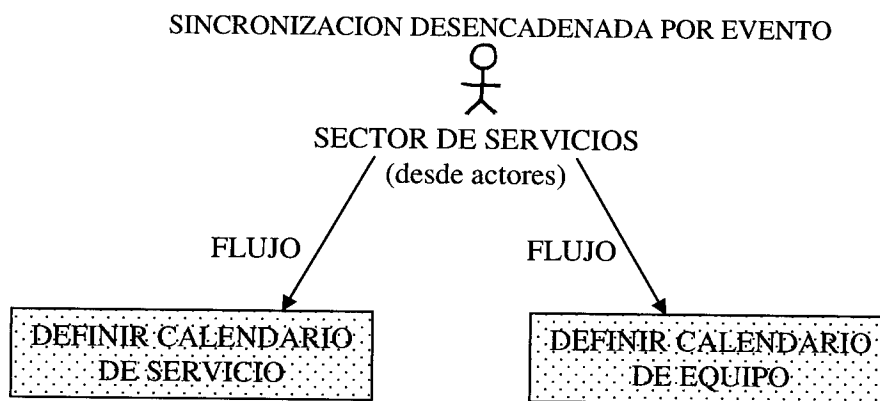 SINCRONIZACION DESENCADENADA POR EVENTO
SECTOR DE SERVICIOS
(desde actores)
FLUJO
FLUJO
DEFINIR CALENDARIO
DE SERVICIO
DEFINIR CALENDARIO
DE EQUIPO